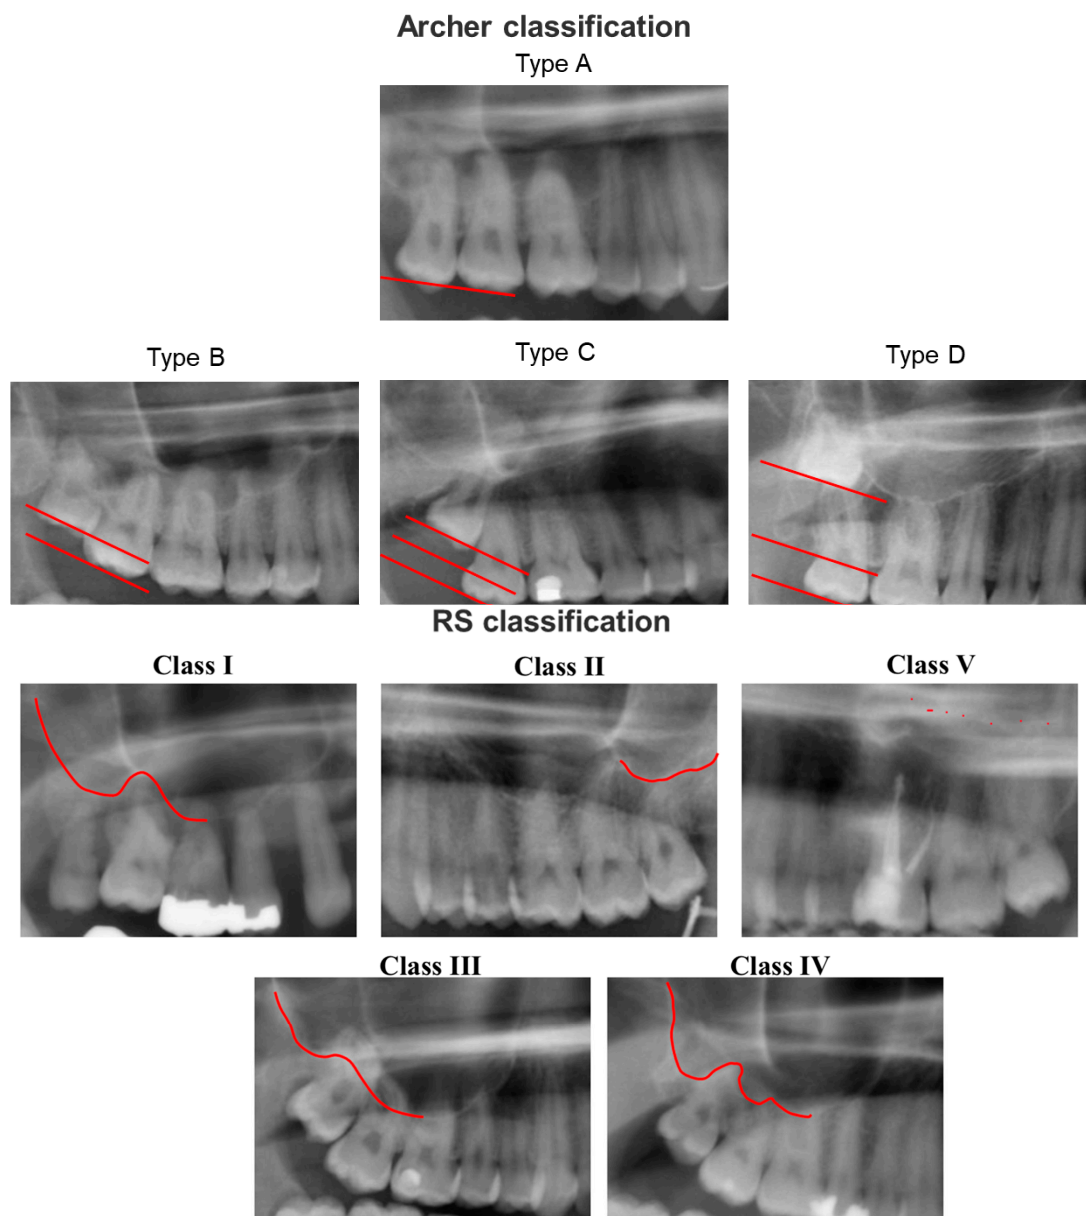 Archer classification
Type A
Type B
Type C
Type D
RS classification
Class I
Class II
Class V
Class III
Class IV